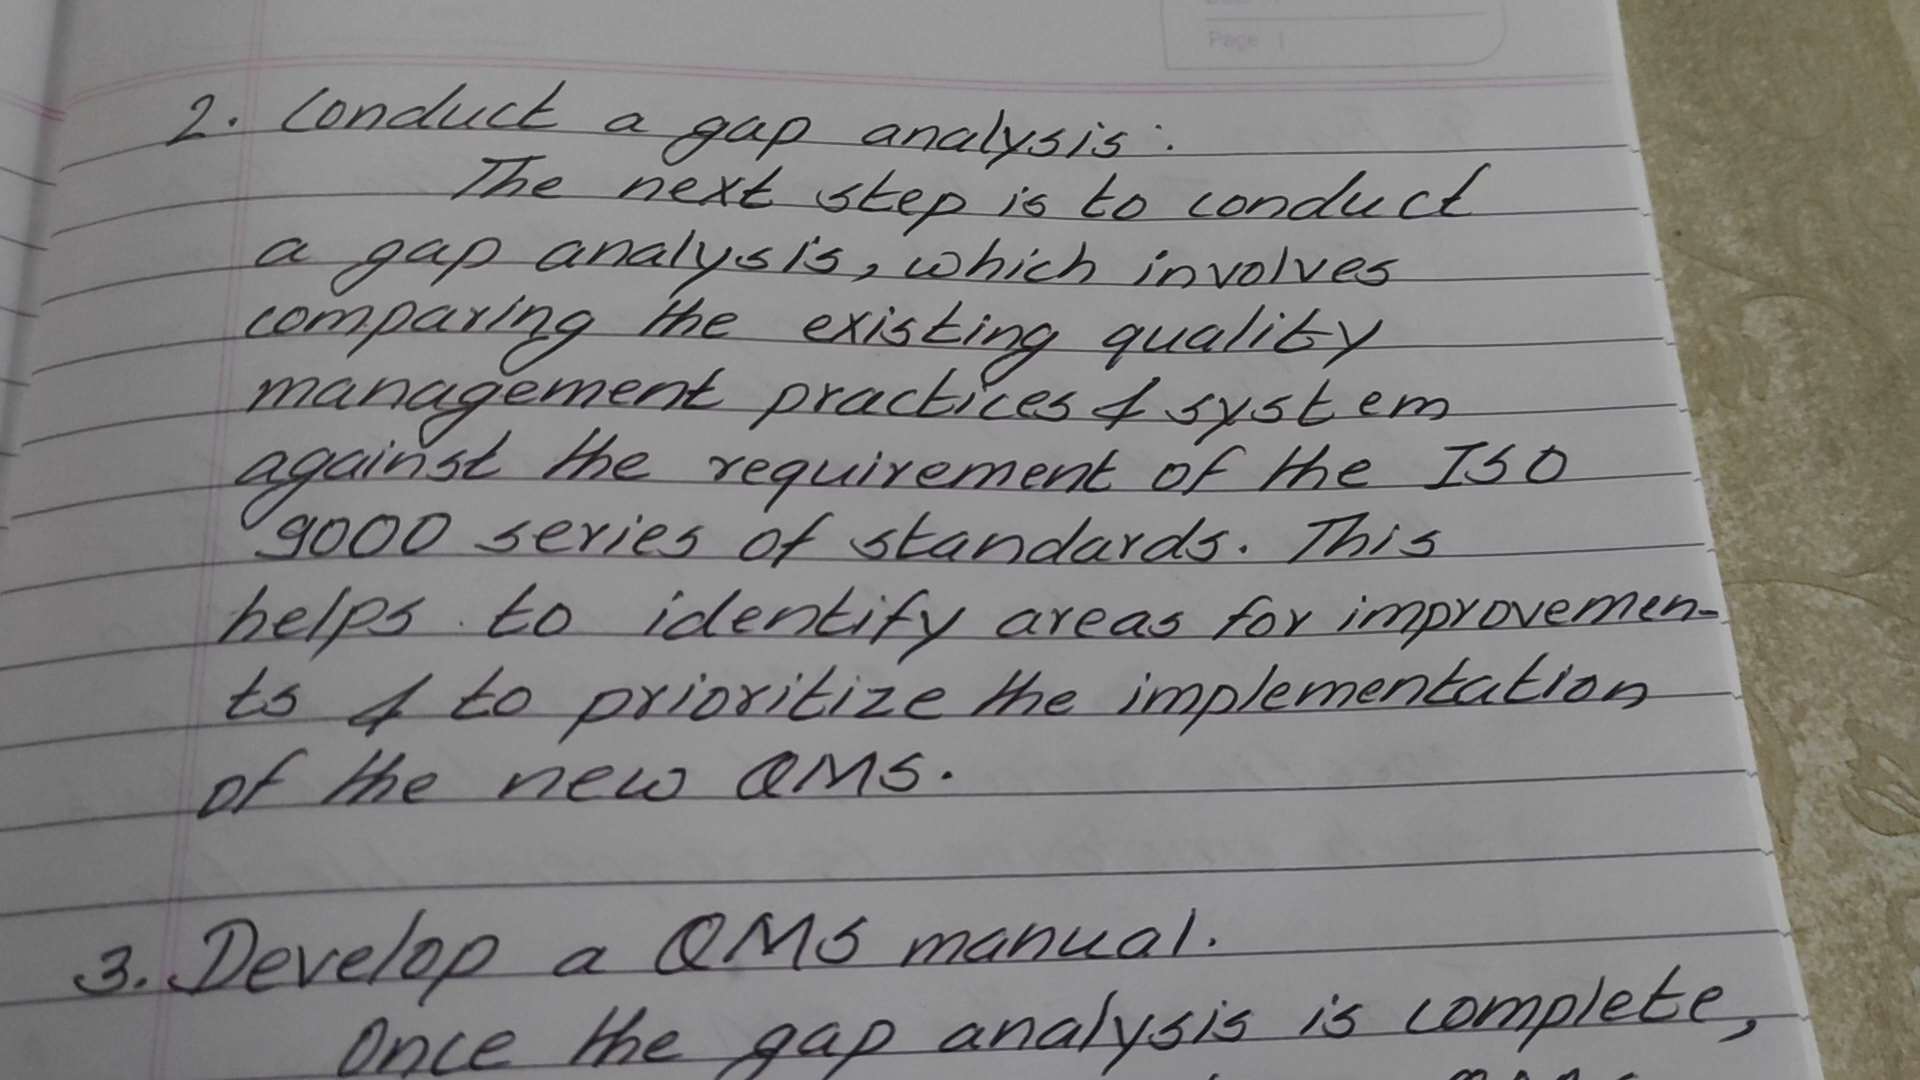 Page
2. Conduct a gap analysis:
The next step is to conduct
a gap analysis, which involves
comparing the existing quality
management practices & system
against the requirement of the ISO
9000 series of standards. This
helps to identify areas for improvemen-
ts & to prioritize the implementation
of the new QMS.
3. Develop a QMS manual.
Once the gap analysis is complete,